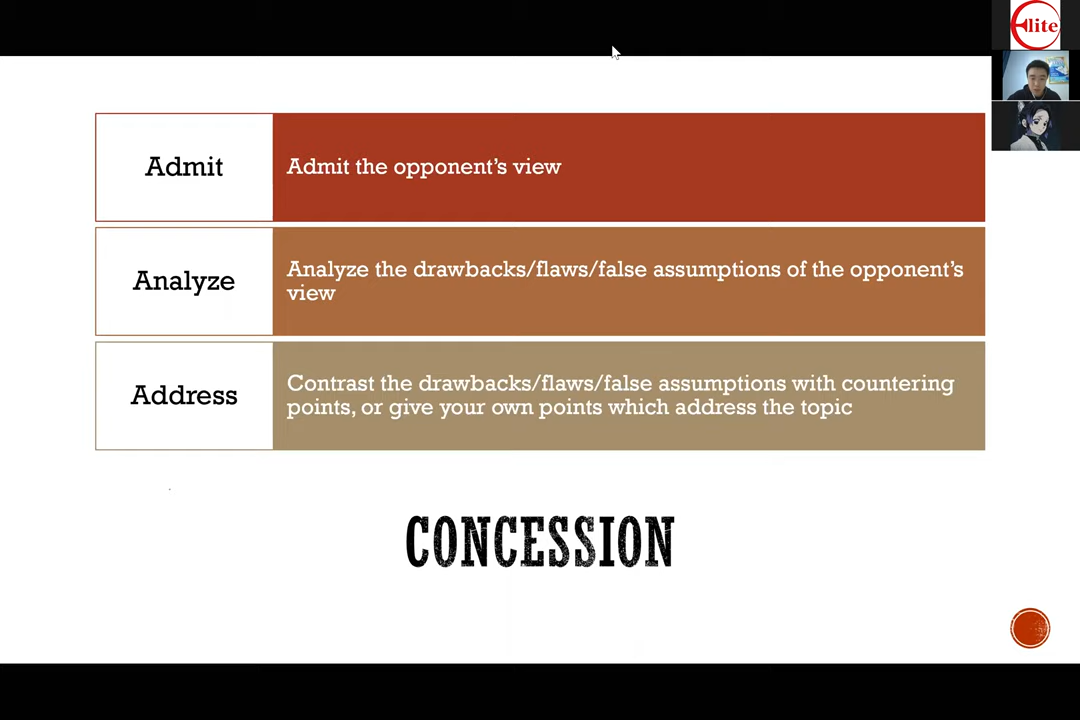 Elite
Admit
Admit the opponent's view
Analyze
Analyze the drawbacks/flaws/false assumptions of the opponent's
view
Address
Contrast the drawbacks/flaws/false assumptions with countering
points, or give your own points which address the topic
CONCESSION